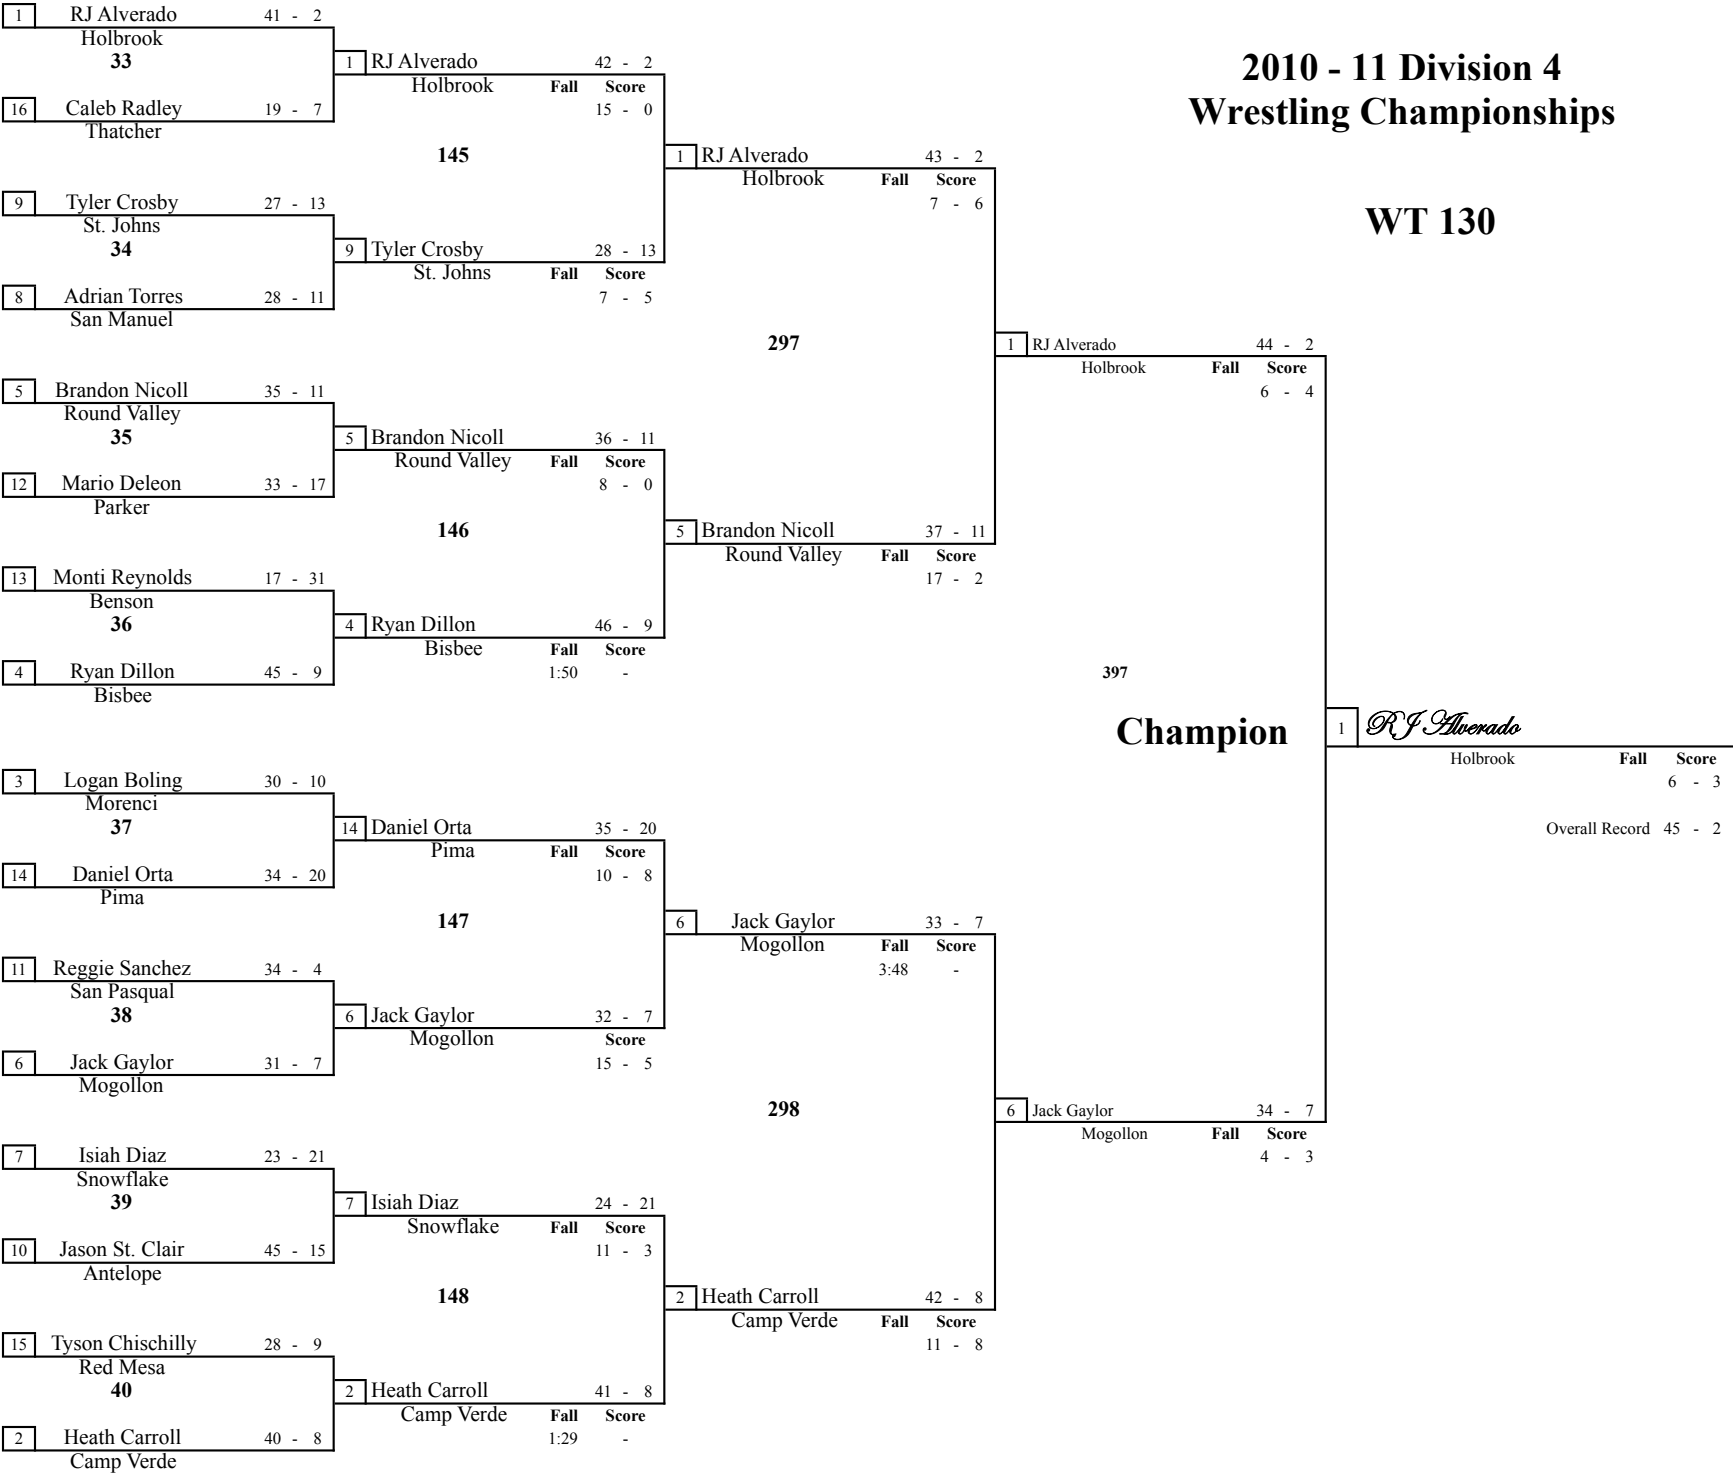 2010 - 11 Division 4
Wrestling Championships
WT 130
1 RJ Alverado 41 - 2
Holbrook
33
16 Caleb Radley 19 - 7
Thatcher
9 Tyler Crosby 27 - 13
St. Johns
34
8 Adrian Torres 28 - 11
San Manuel
5 Brandon Nicoll 35 - 11
Round Valley
35
12 Mario Deleon 33 - 17
Parker
13 Monti Reynolds 17 - 31
Benson
36
4 Ryan Dillon 45 - 9
Bisbee
3 Logan Boling 30 - 10
Morenci
37
14 Daniel Orta 34 - 20
Pima
11 Reggie Sanchez 34 - 4
San Pasqual
38
6 Jack Gaylor 31 - 7
Mogollon
7 Isiah Diaz 23 - 21
Snowflake
39
10 Jason St. Clair 45 - 15
Antelope
15 Tyson Chischilly 28 - 9
Red Mesa
40
2 Heath Carroll 40 - 8
Camp Verde
1 RJ Alverado 42 - 2
Holbrook Fall Score
15 - 0
145
9 Tyler Crosby 28 - 13
St. Johns Fall Score
7 - 5
5 Brandon Nicoll 36 - 11
Round Valley Fall Score
8 - 0
146
4 Ryan Dillon 46 - 9
Bisbee Fall Score
1:50 -
14 Daniel Orta 35 - 20
Pima Fall Score
10 - 8
147
6 Jack Gaylor 32 - 7
Mogollon Score
15 - 5
7 Isiah Diaz 24 - 21
Snowflake Fall Score
11 - 3
148
2 Heath Carroll 41 - 8
Camp Verde Fall Score
1:29 -
1 RJ Alverado 43 - 2
Holbrook Fall Score
7 - 6
297
5 Brandon Nicoll 37 - 11
Round Valley Fall Score
17 - 2
6 Jack Gaylor 33 - 7
Mogollon Fall Score
3:48 -
298
2 Heath Carroll 42 - 8
Camp Verde Fall Score
11 - 8
1 RJ Alverado 44 - 2
Holbrook Fall Score
6 - 4
397
6 Jack Gaylor 34 - 7
Mogollon Fall Score
4 - 3
Champion
1 RJ Alverado
Holbrook Fall Score
6 - 3
Overall Record 45 - 2